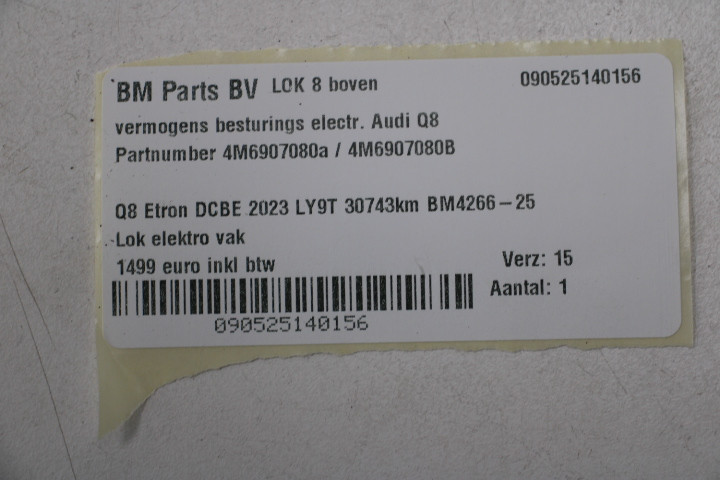 BM Parts BV LOK 8 boven 090525140156
vermogens besturings electr. Audi Q8
Partnumber 4M6907080a / 4M6907080B
Q8 Etron DCBE 2023 LY9T 30743km BM4266-25
Lok elektro vak
1499 euro inkl btw Verz: 15
Aantal: 1
090525140156